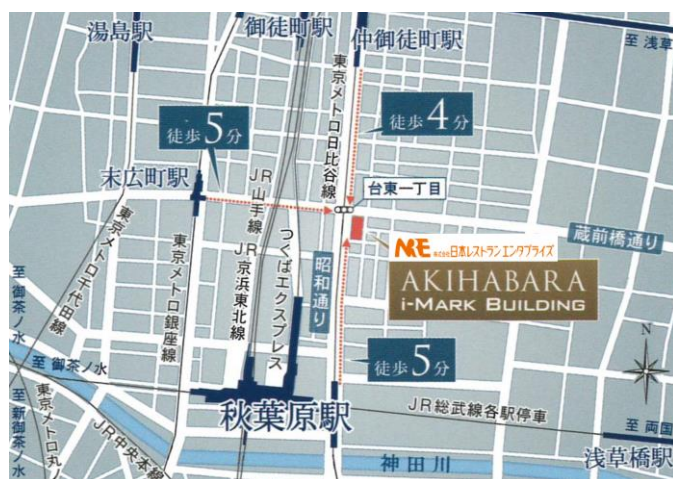 湯島駅
御徒町駅
仲御徒町駅
至 浅草
東京メトロ日比谷線
徒歩5分
徒歩4分
末広町駅
JR山手線
台東一丁目
つくばエクスプレス
NRE 株式会社日本レストランエンタプライズ
蔵前橋通り
AKIHABARA
i-MARK BUILDING
東京メトロ千代田線
東京メトロ銀座線
JR京浜東北線
昭和通り
至 御茶ノ水
至 御茶ノ水
N
徒歩5分
秋葉原駅
JR総武線各駅停車
至 両国
浅草橋駅
至 新御茶ノ水
東京メトロ丸ノ
JR中央本線
神田川